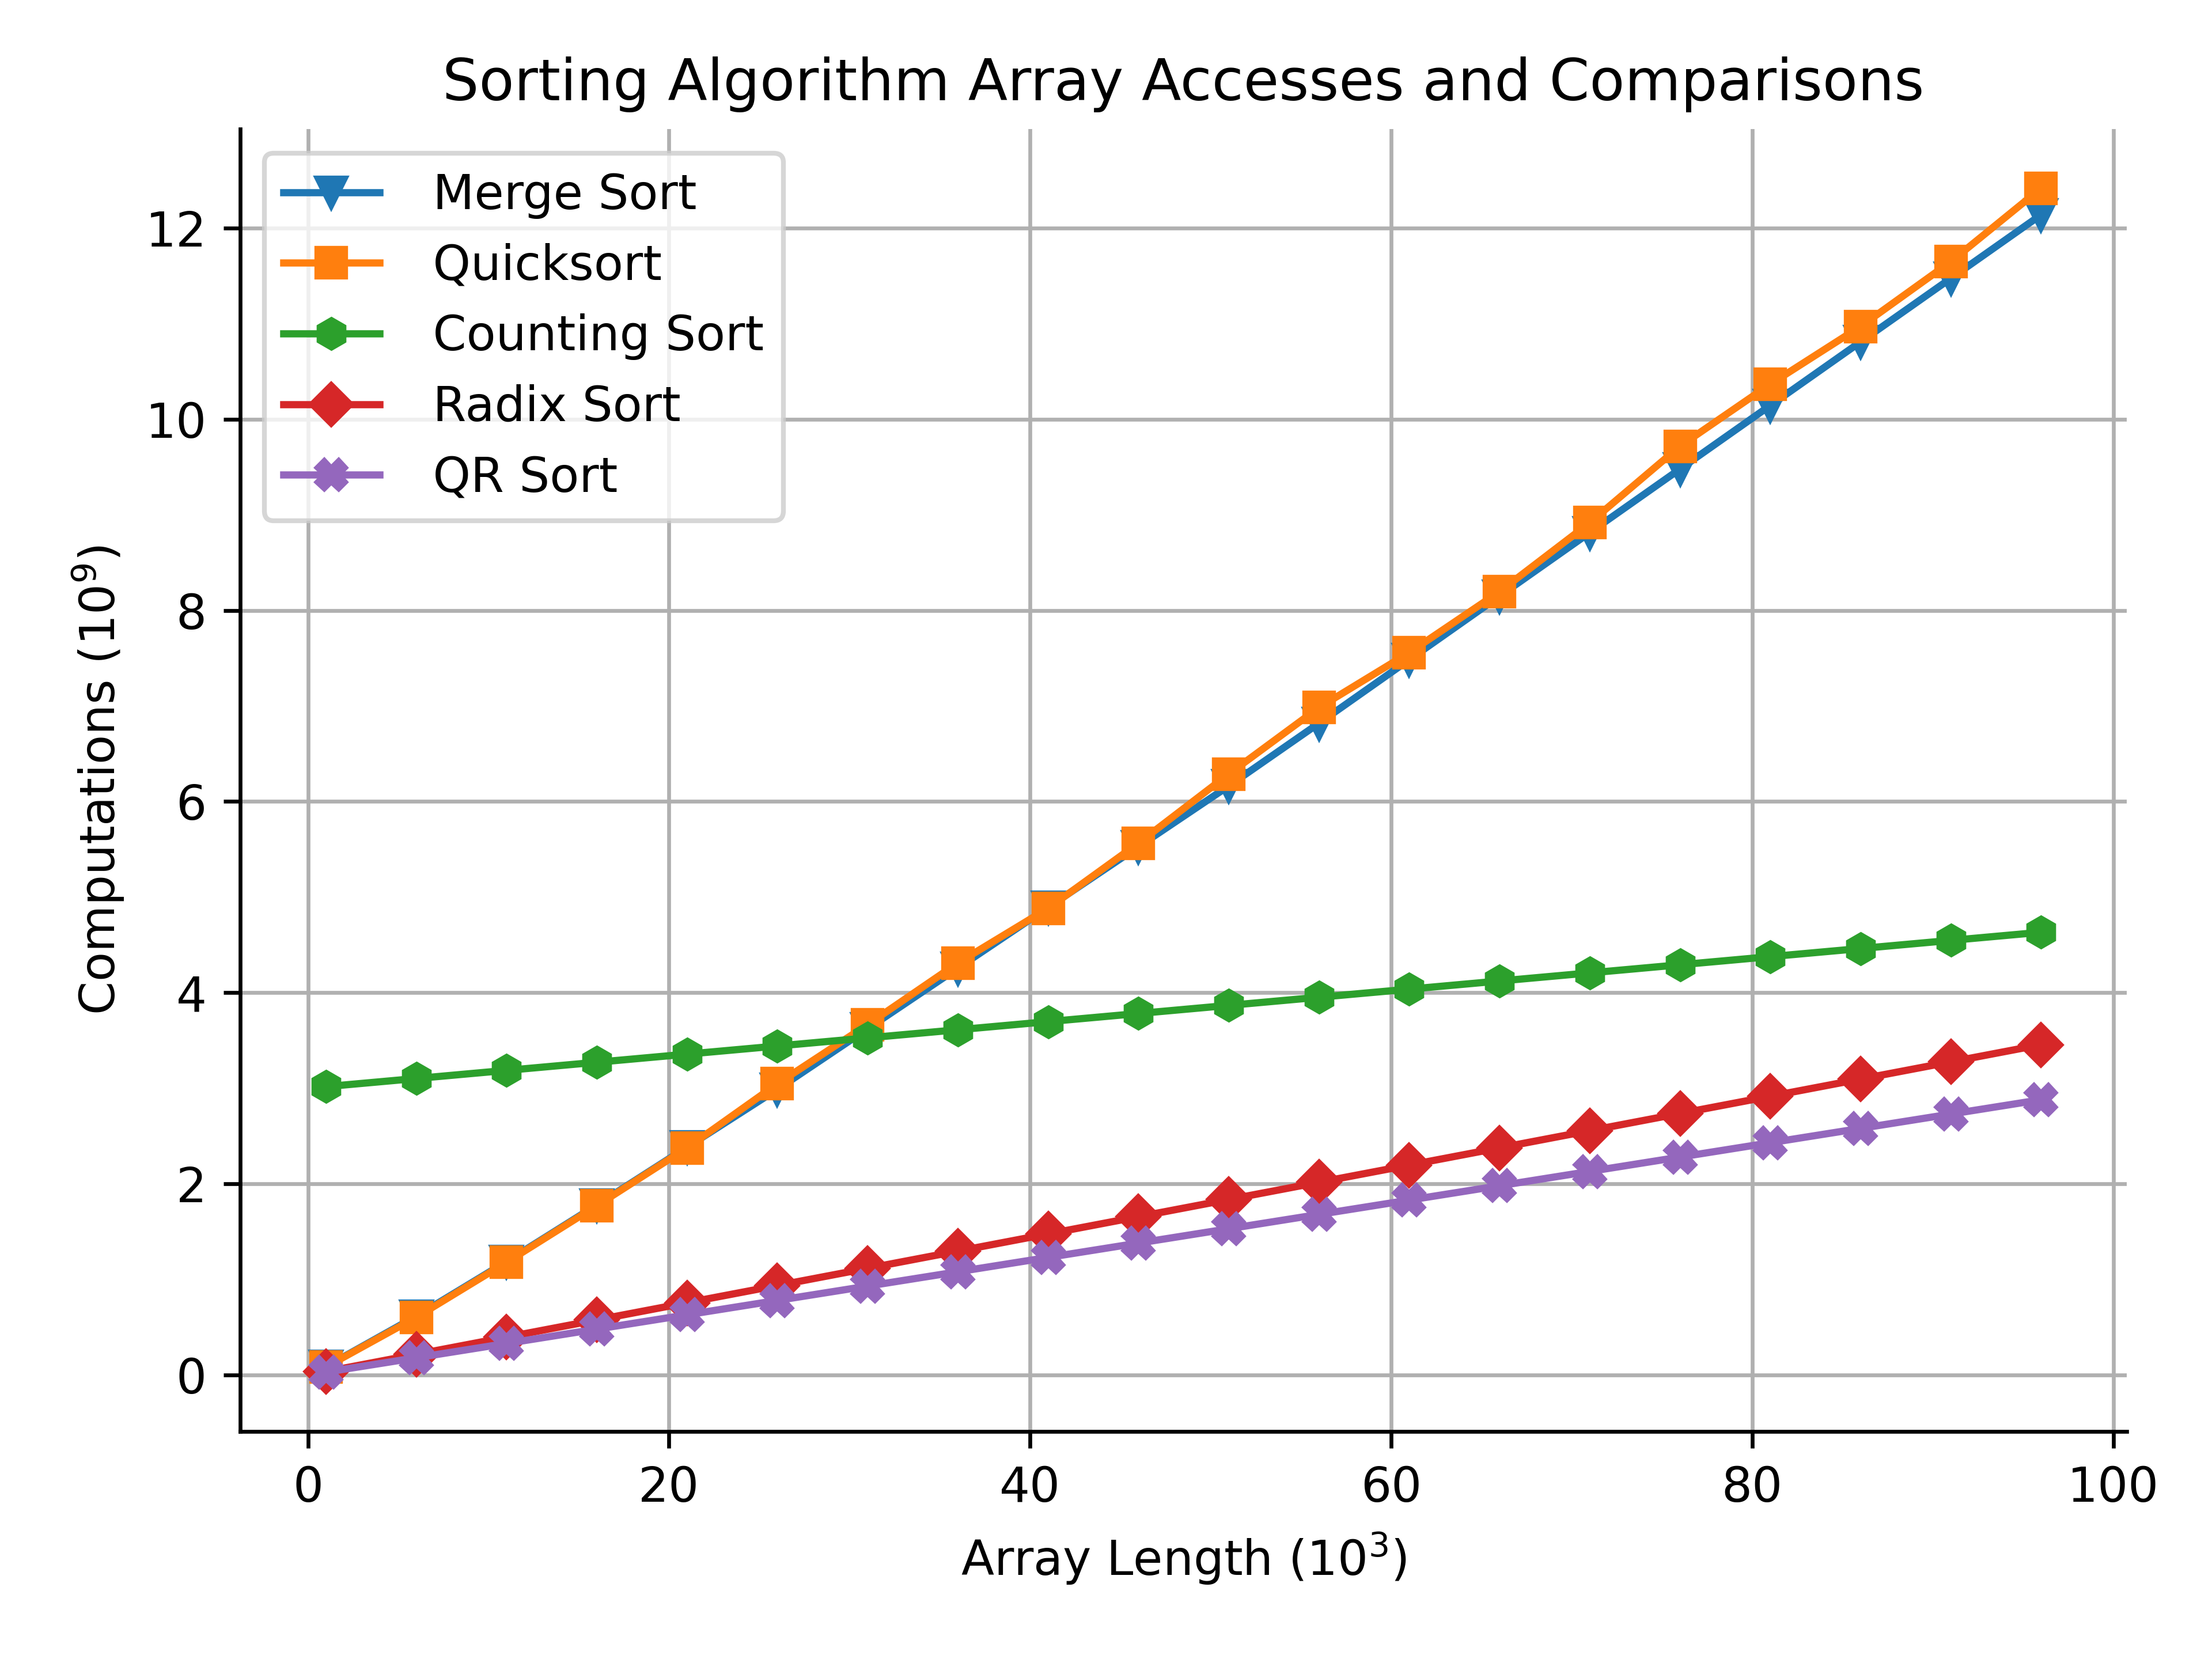 Sorting Algorithm Array Accesses and Comparisons
Merge Sort
Quicksort
Counting Sort
Radix Sort
QR Sort
Computations (10⁹)
12
10
8
6
4
2
0
0 20 40 60 80 100
Array Length (10³)